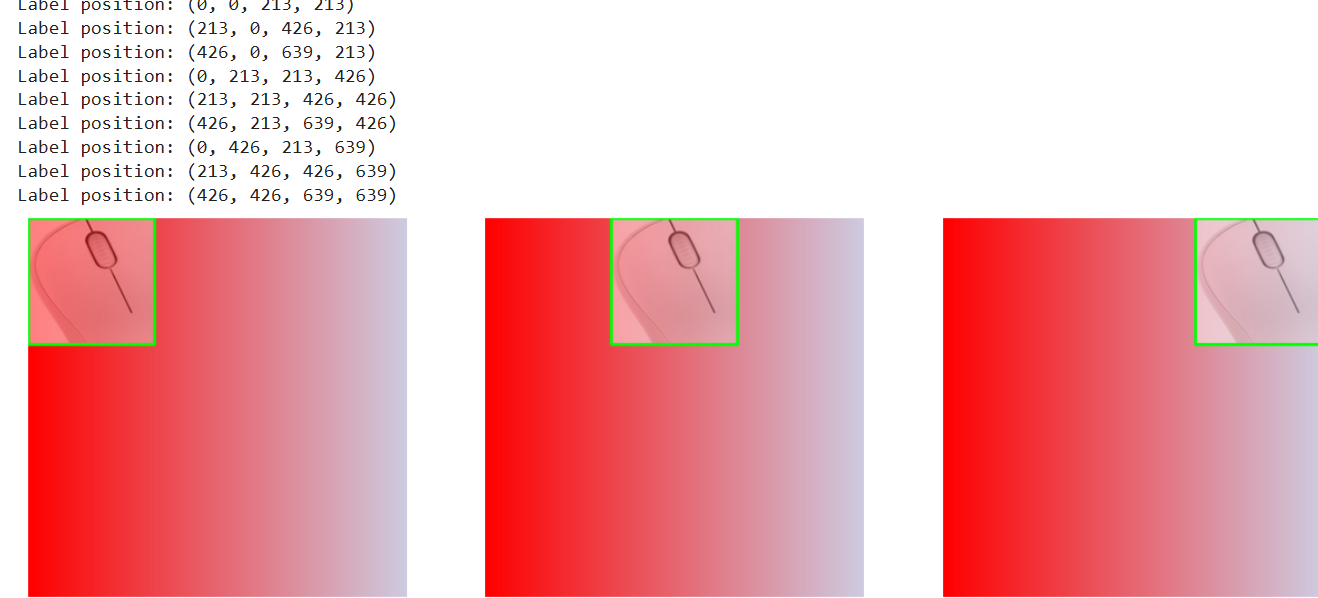 Label position: (0, 0, 213, 213)
Label position: (213, 0, 426, 213)
Label position: (426, 0, 639, 213)
Label position: (0, 213, 213, 426)
Label position: (213, 213, 426, 426)
Label position: (426, 213, 639, 426)
Label position: (0, 426, 213, 639)
Label position: (213, 426, 426, 639)
Label position: (426, 426, 639, 639)